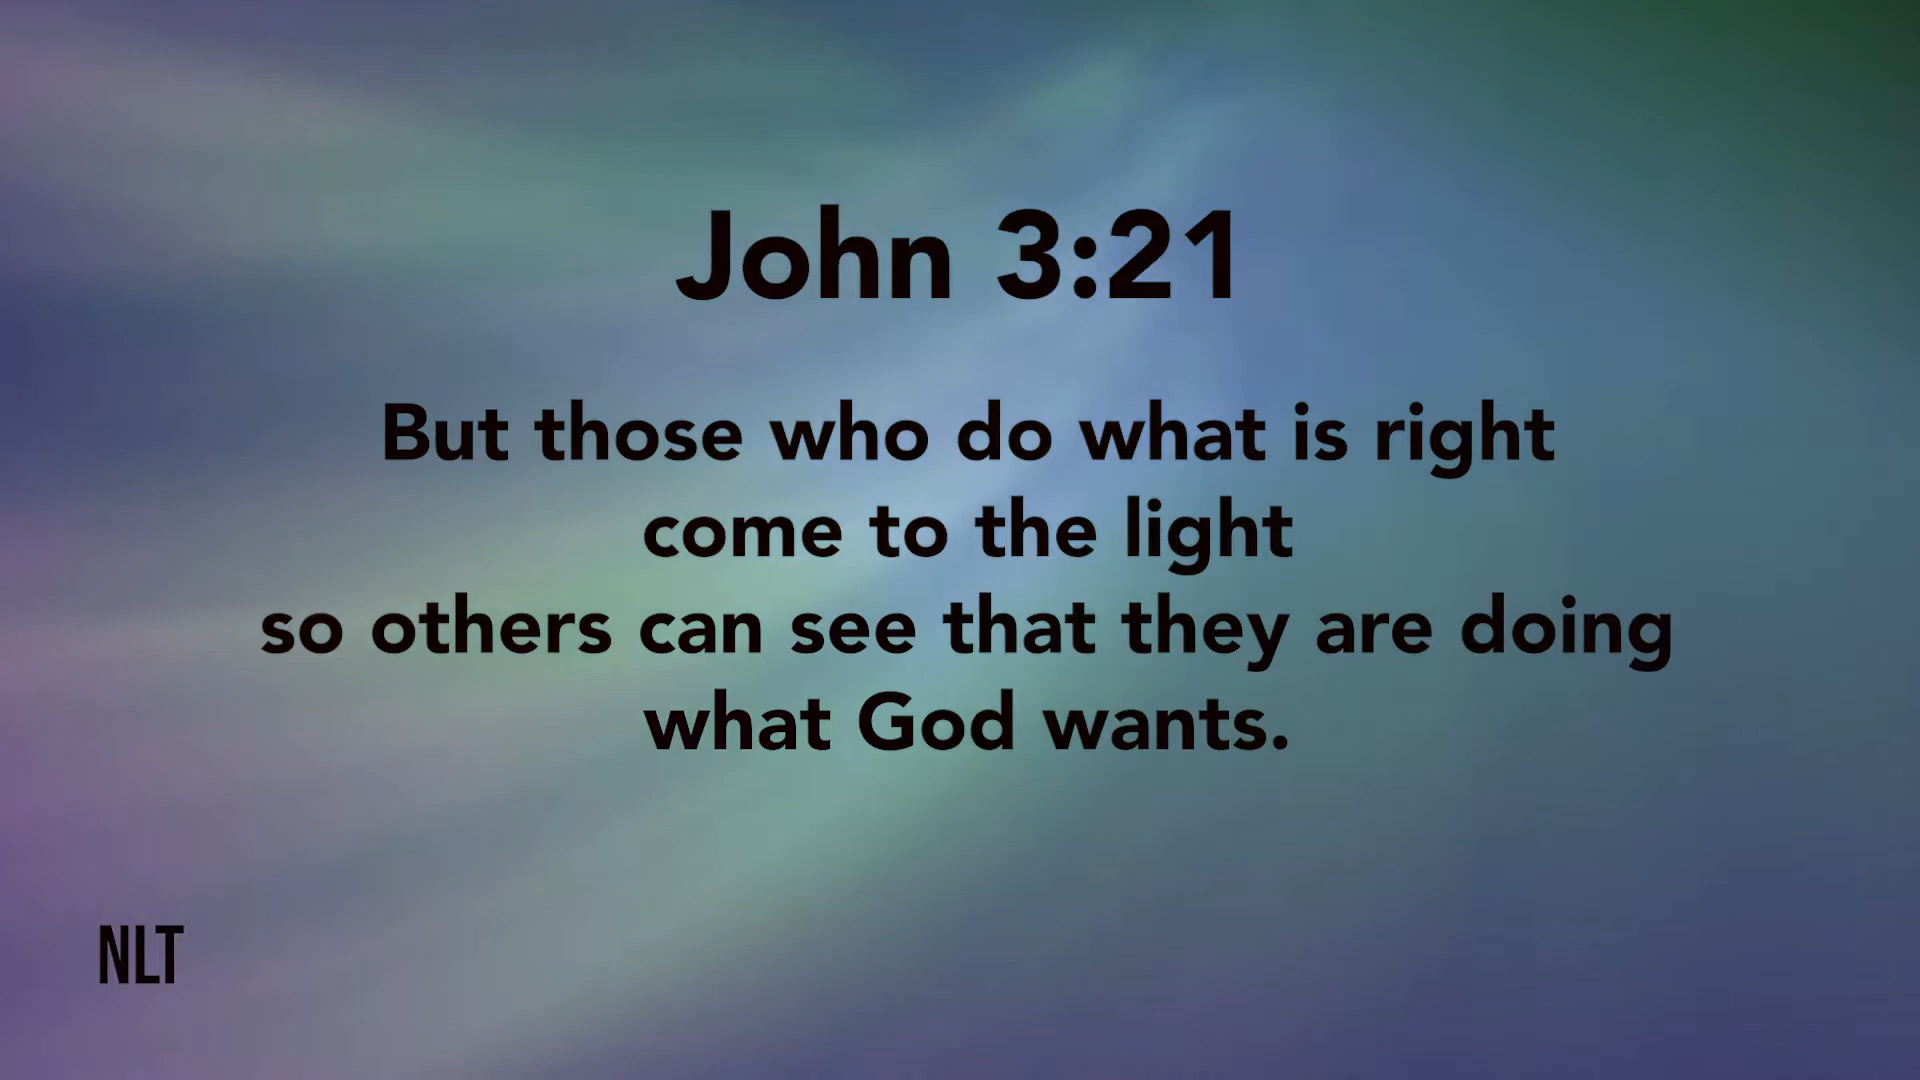 John 3:21
But those who do what is right
come to the light
so others can see that they are doing
what God wants.
NLT